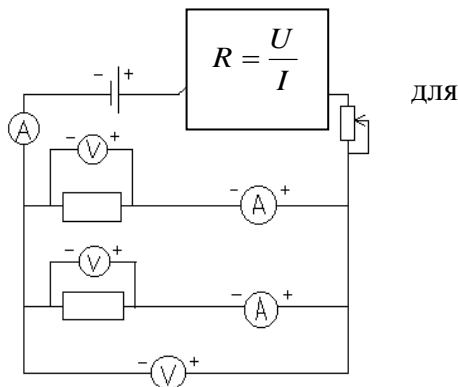 R = U/I
для
- +
A
- V +
- A +
- V +
- A +
- V +